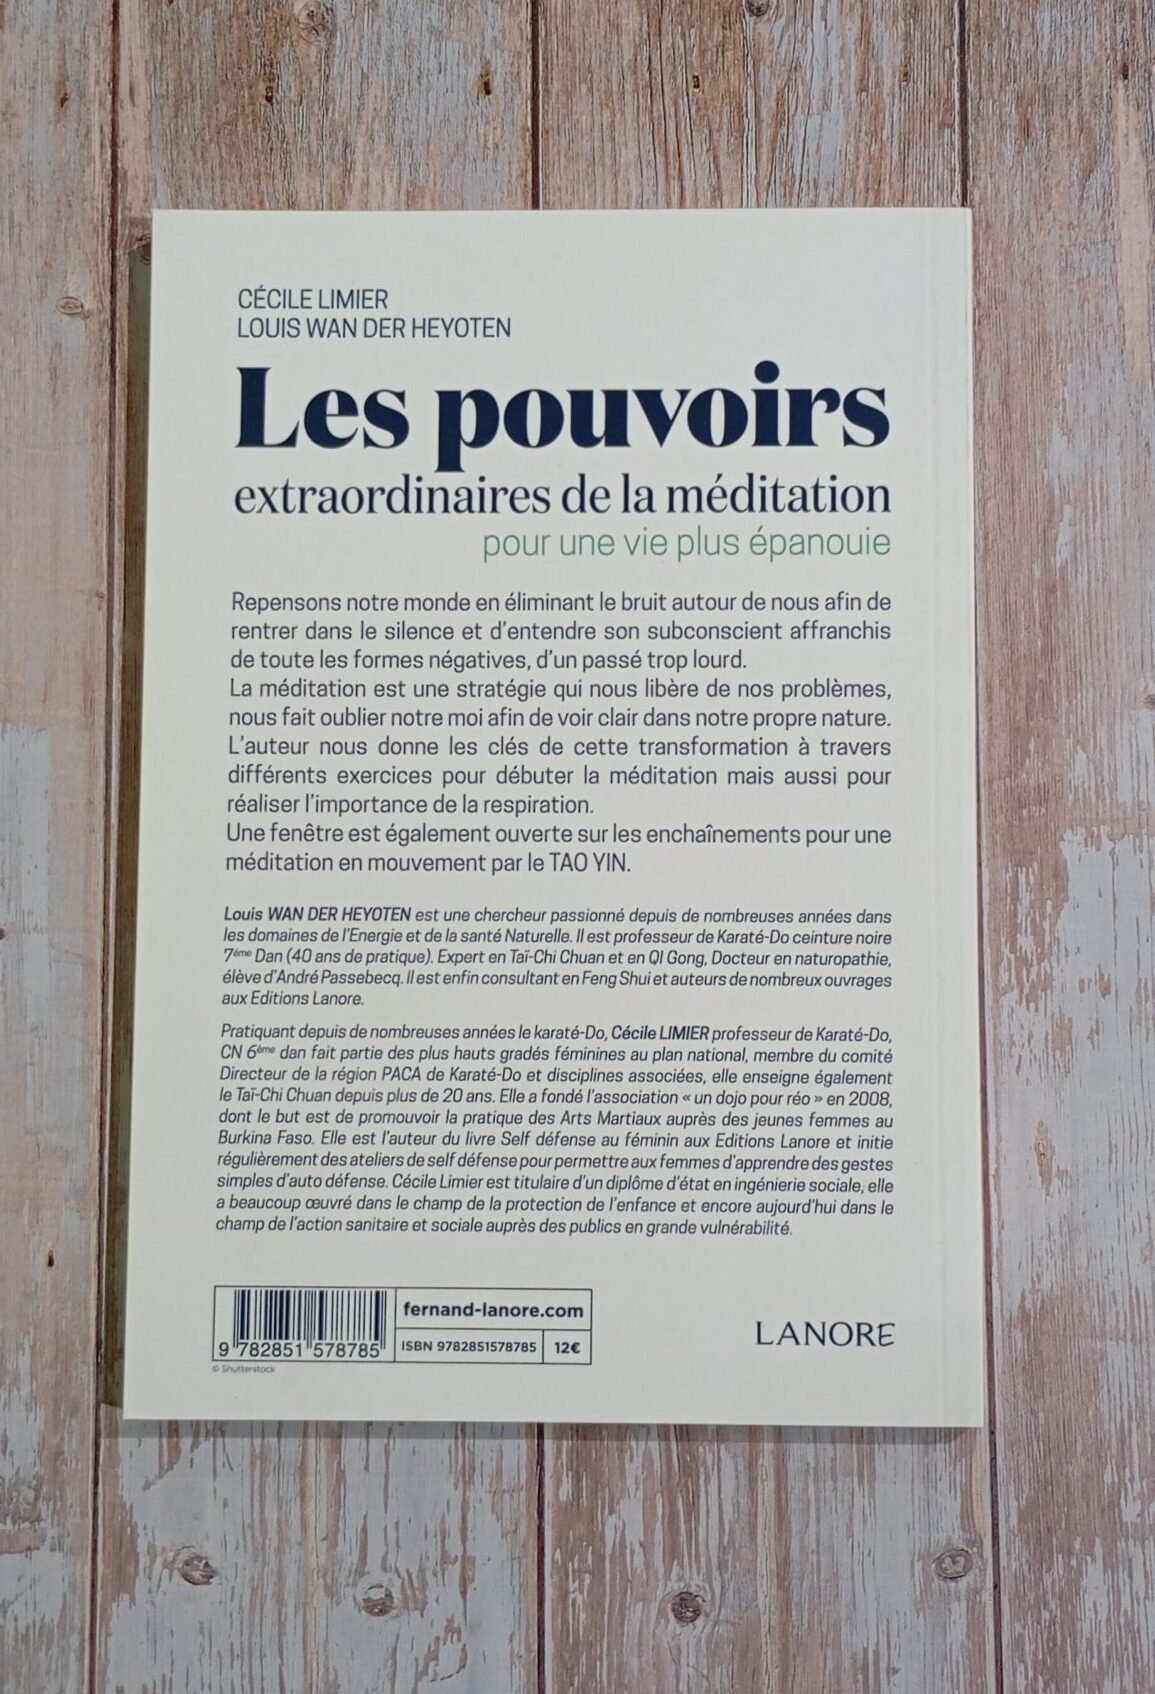 CÉCILE LIMIER
LOUIS WAN DER HEYOTEN
Les pouvoirs
extraordinaires de la méditation
pour une vie plus épanouie
Repensons notre monde en éliminant le bruit autour de nous afin de
rentrer dans le silence et d'entendre son subconscient affranchis
de toute les formes négatives, d'un passé trop lourd.
La méditation est une stratégie qui nous libère de nos problèmes,
nous fait oublier notre moi afin de voir clair dans notre propre nature.
L'auteur nous donne les clés de cette transformation à travers
différents exercices pour débuter la méditation mais aussi pour
réaliser l'importance de la respiration.
Une fenêtre est également ouverte sur les enchaînements pour une
méditation en mouvement par le TAO YIN.
Louis WAN DER HEYOTEN est une chercheur passionné depuis de nombreuses années dans
les domaines de l'Energie et de la santé Naturelle. Il est professeur de Karaté-Do ceinture noire
7ème Dan (40 ans de pratique). Expert en Taï-Chi Chuan et en QI Gong, Docteur en naturopathie,
élève d'André Passebecq. Il est enfin consultant en Feng Shui et auteurs de nombreux ouvrages
aux Editions Lanore.
Pratiquant depuis de nombreuses années le karaté-Do, Cécile LIMIER professeur de Karaté-Do,
CN 6ème dan fait partie des plus hauts gradés féminines au plan national, membre du comité
Directeur de la région PACA de Karaté-Do et disciplines associées, elle enseigne également
le Taï-Chi Chuan depuis plus de 20 ans. Elle a fondé l'association « un dojo pour réo » en 2008,
dont le but est de promouvoir la pratique des Arts Martiaux auprès des jeunes femmes au
Burkina Faso. Elle est l'auteur du livre Self défense au féminin aux Editions Lanore et initie
régulièrement des ateliers de self défense pour permettre aux femmes d'apprendre des gestes
simples d'auto défense. Cécile Limier est titulaire d'un diplôme d'état en ingénierie sociale, elle
a beaucoup œuvré dans le champ de la protection de l'enfance et encore aujourd'hui dans le
champ de l'action sanitaire et sociale auprès des publics en grande vulnérabilité.
fernand-lanore.com
ISBN 9782851578785 12€
9 782851 578785
© Shutterstock
LANORE